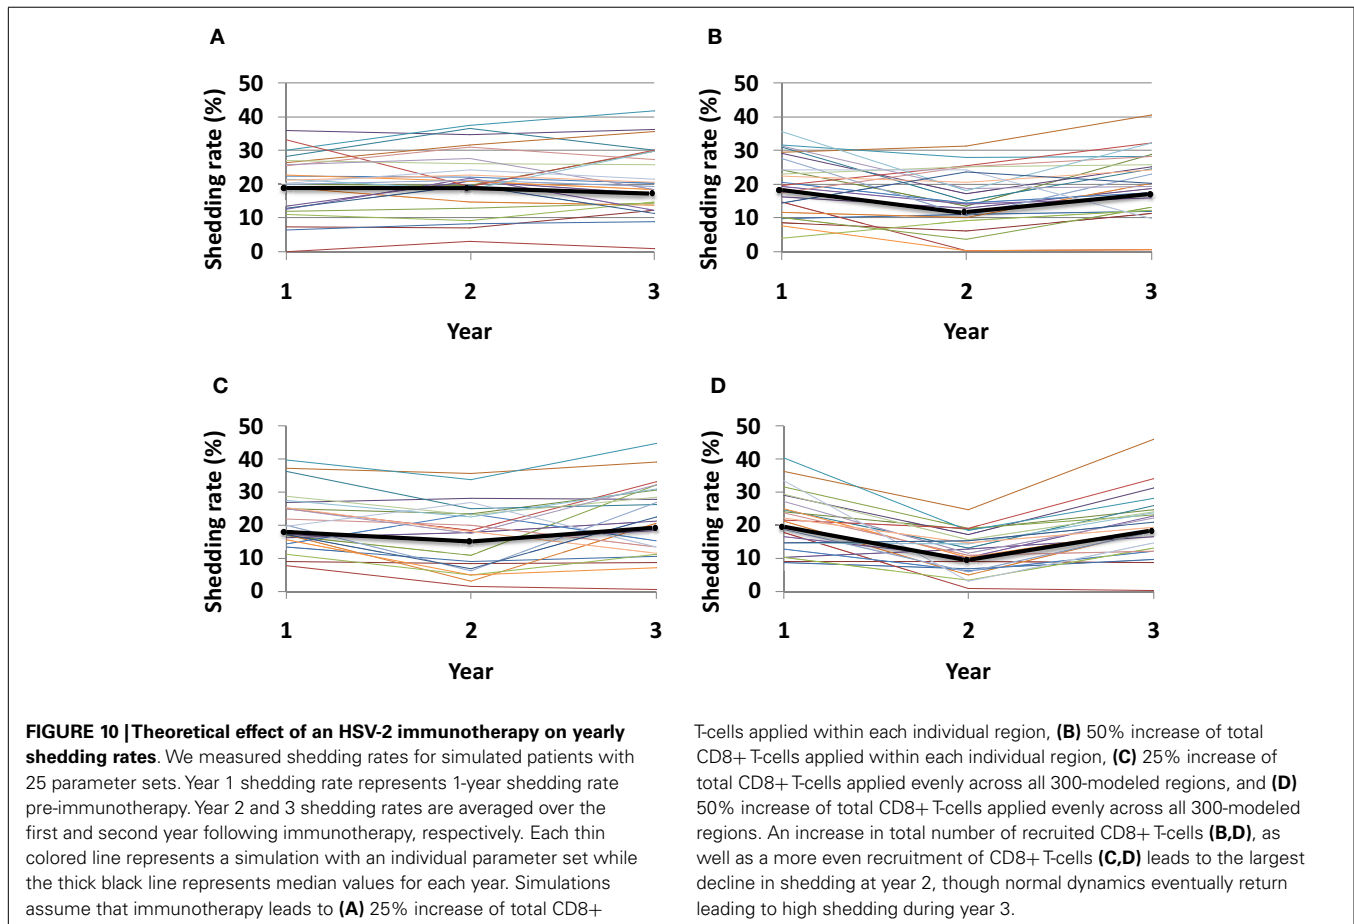 A
50
40
30
20
10
0
Shedding rate (%)
1 2 3
Year
B
50
40
30
20
10
0
Shedding rate (%)
1 2 3
Year
C
50
40
30
20
10
0
Shedding rate (%)
1 2 3
Year
D
50
40
30
20
10
0
Shedding rate (%)
1 2 3
Year
FIGURE 10 | Theoretical effect of an HSV-2 immunotherapy on yearly
shedding rates. We measured shedding rates for simulated patients with
25 parameter sets. Year 1 shedding rate represents 1-year shedding rate
pre-immunotherapy. Year 2 and 3 shedding rates are averaged over the
first and second year following immunotherapy, respectively. Each thin
colored line represents a simulation with an individual parameter set while
the thick black line represents median values for each year. Simulations
assume that immunotherapy leads to (A) 25% increase of total CD8+
T-cells applied within each individual region, (B) 50% increase of total
CD8+ T-cells applied within each individual region, (C) 25% increase of
total CD8+ T-cells applied evenly across all 300-modeled regions, and (D)
50% increase of total CD8+ T-cells applied evenly across all 300-modeled
regions. An increase in total number of recruited CD8+ T-cells (B,D), as
well as a more even recruitment of CD8+ T-cells (C,D) leads to the largest
decline in shedding at year 2, though normal dynamics eventually return
leading to high shedding during year 3.